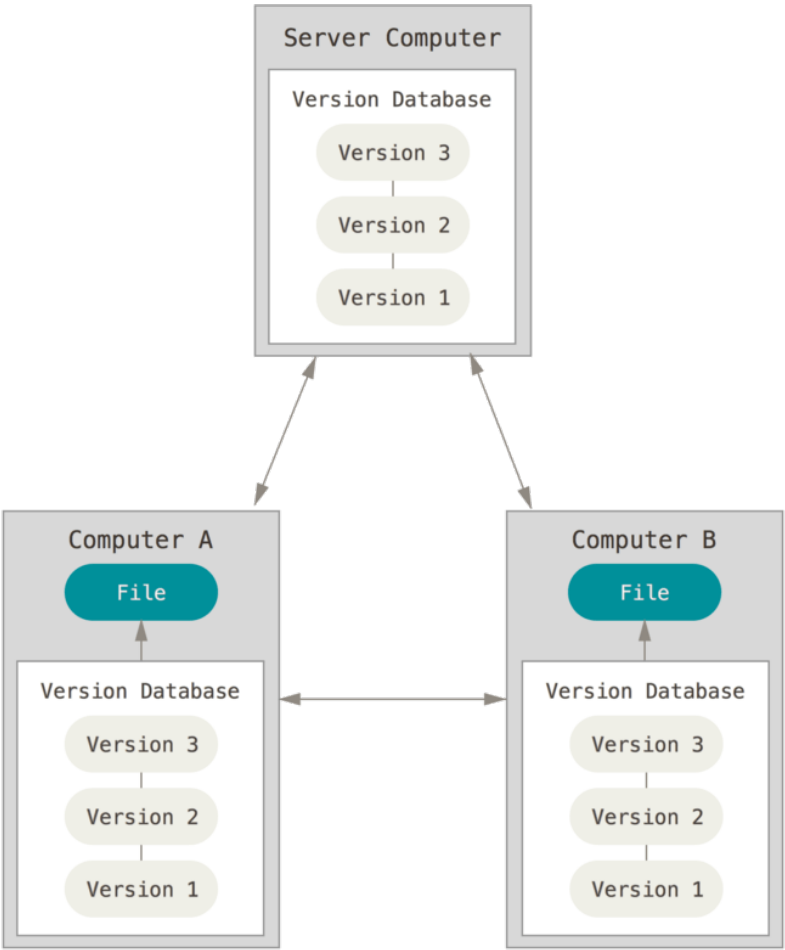 Server Computer
Version Database
Version 3
Version 2
Version 1
Computer A
File
Version Database
Version 3
Version 2
Version 1
Computer B
File
Version Database
Version 3
Version 2
Version 1